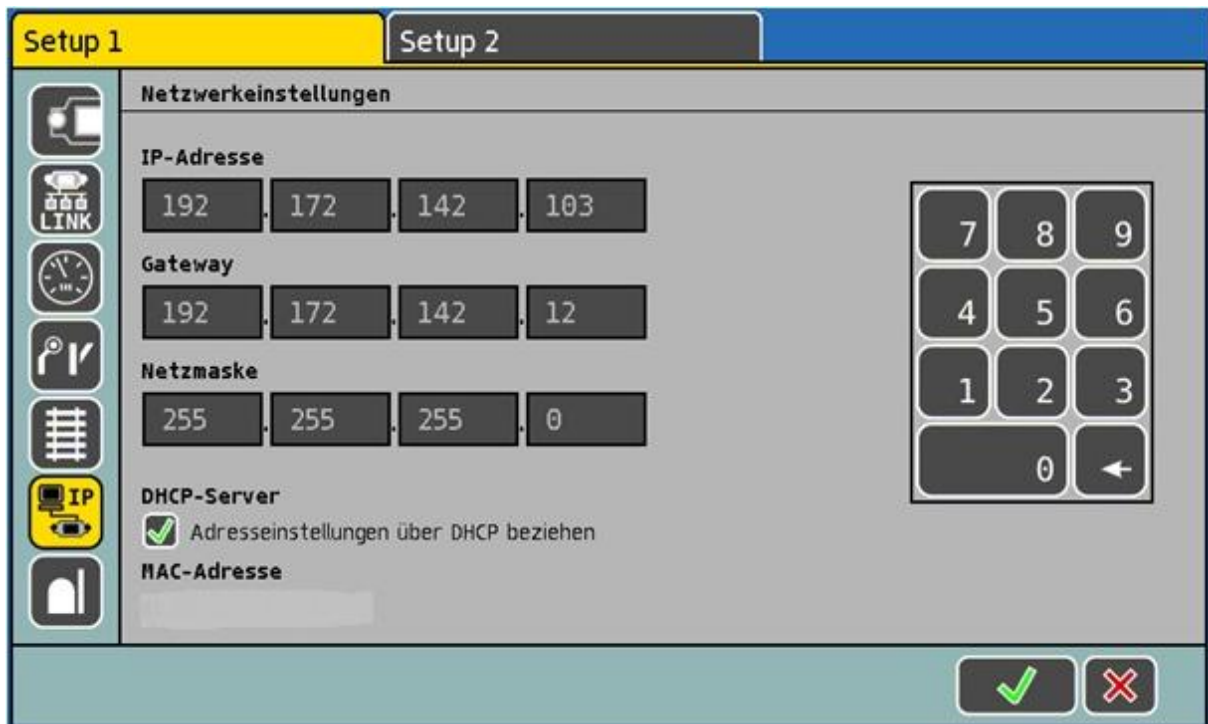 Setup 1
Setup 2
Netzwerkeinstellungen
IP-Adresse
192.172.142.103
Gateway
192.172.142.12
Netzmaske
255.255.255.0
DHCP-Server
Adresseinstellungen über DHCP beziehen
MAC-Adresse
LINK
IP
7 8 9
4 5 6
1 2 3
0